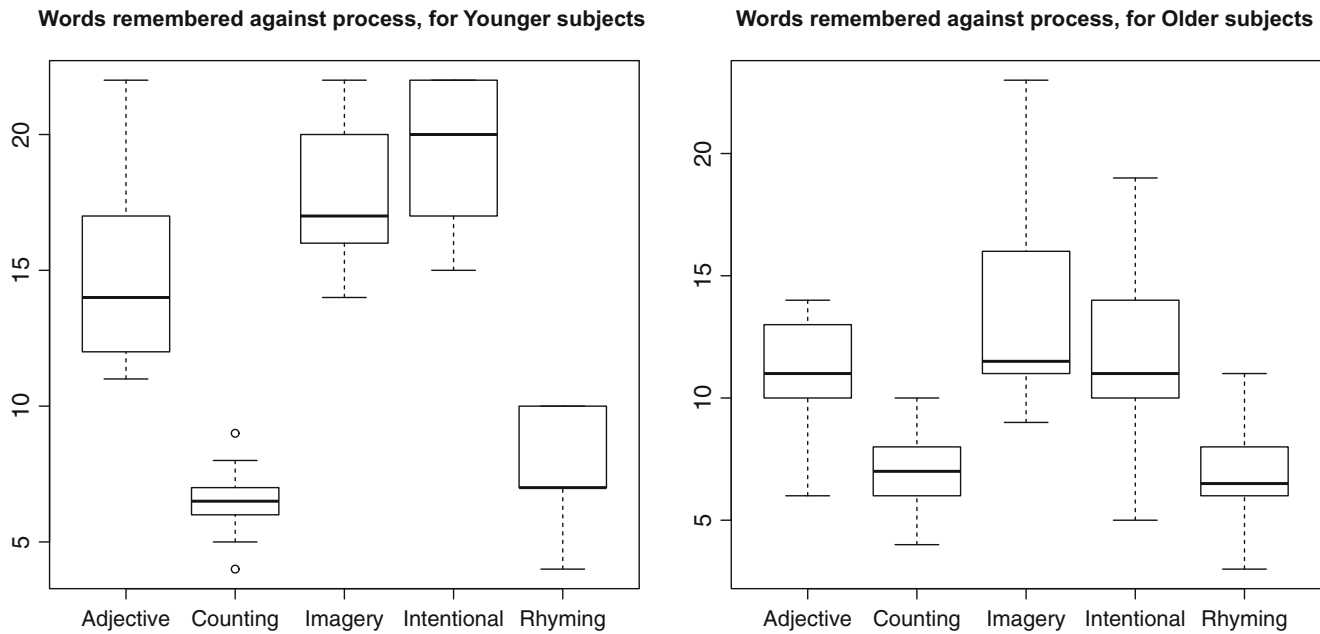 Words remembered against process, for Younger subjects
20
15
10
5
Adjective Counting Imagery Intentional Rhyming
Words remembered against process, for Older subjects
20
15
10
5
Adjective Counting Imagery Intentional Rhyming